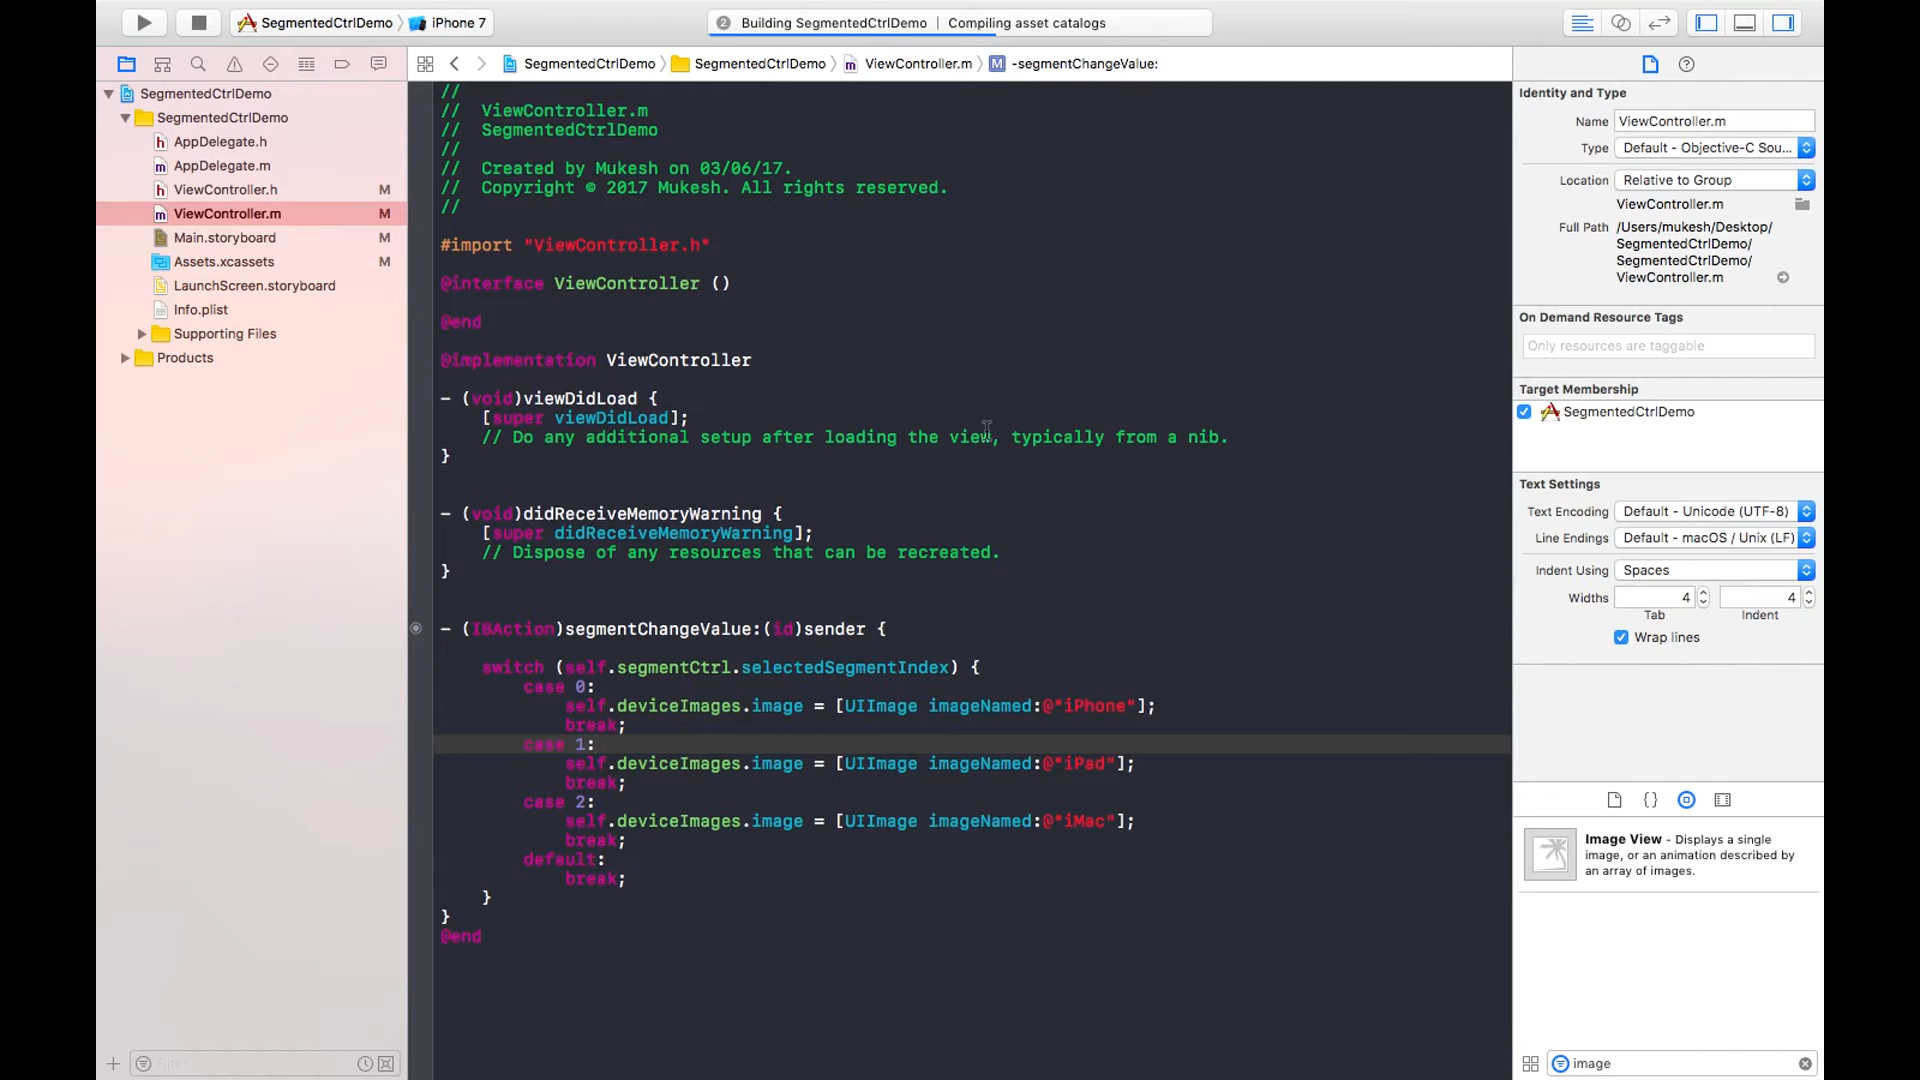 SegmentedCtrlDemo
iPhone 7
2 Building SegmentedCtrlDemo | Compiling asset catalogs
SegmentedCtrlDemo
SegmentedCtrlDemo
ViewController.m
M -segmentChangeValue:
SegmentedCtrlDemo
SegmentedCtrlDemo
h AppDelegate.h
m AppDelegate.m
h ViewController.h M
m ViewController.m M
Main.storyboard M
Assets.xcassets M
LaunchScreen.storyboard
Info.plist
Supporting Files
Products
//
//  ViewController.m
//  SegmentedCtrlDemo
//
//  Created by Mukesh on 03/06/17.
//  Copyright © 2017 Mukesh. All rights reserved.
//
#import "ViewController.h"
@interface ViewController ()
@end
@implementation ViewController
- (void)viewDidLoad {
    [super viewDidLoad];
    // Do any additional setup after loading the view, typically from a nib.
}
- (void)didReceiveMemoryWarning {
    [super didReceiveMemoryWarning];
    // Dispose of any resources that can be recreated.
}
- (IBAction)segmentChangeValue:(id)sender {
    switch (self.segmentCtrl.selectedSegmentIndex) {
        case 0:
            self.deviceImages.image = [UIImage imageNamed:@"iPhone"];
            break;
        case 1:
            self.deviceImages.image = [UIImage imageNamed:@"iPad"];
            break;
        case 2:
            self.deviceImages.image = [UIImage imageNamed:@"iMac"];
            break;
        default:
            break;
    }
}
@end
Identity and Type
Name ViewController.m
Type Default - Objective-C Sou...
Location Relative to Group
ViewController.m
Full Path /Users/mukesh/Desktop/
SegmentedCtrlDemo/
SegmentedCtrlDemo/
ViewController.m
On Demand Resource Tags
Only resources are taggable
Target Membership
SegmentedCtrlDemo
Text Settings
Text Encoding Default - Unicode (UTF-8)
Line Endings Default - macOS / Unix (LF)
Indent Using Spaces
Widths 4 4
Tab Indent
Wrap lines
{}
Image View - Displays a single
image, or an animation described by
an array of images.
Filter
image